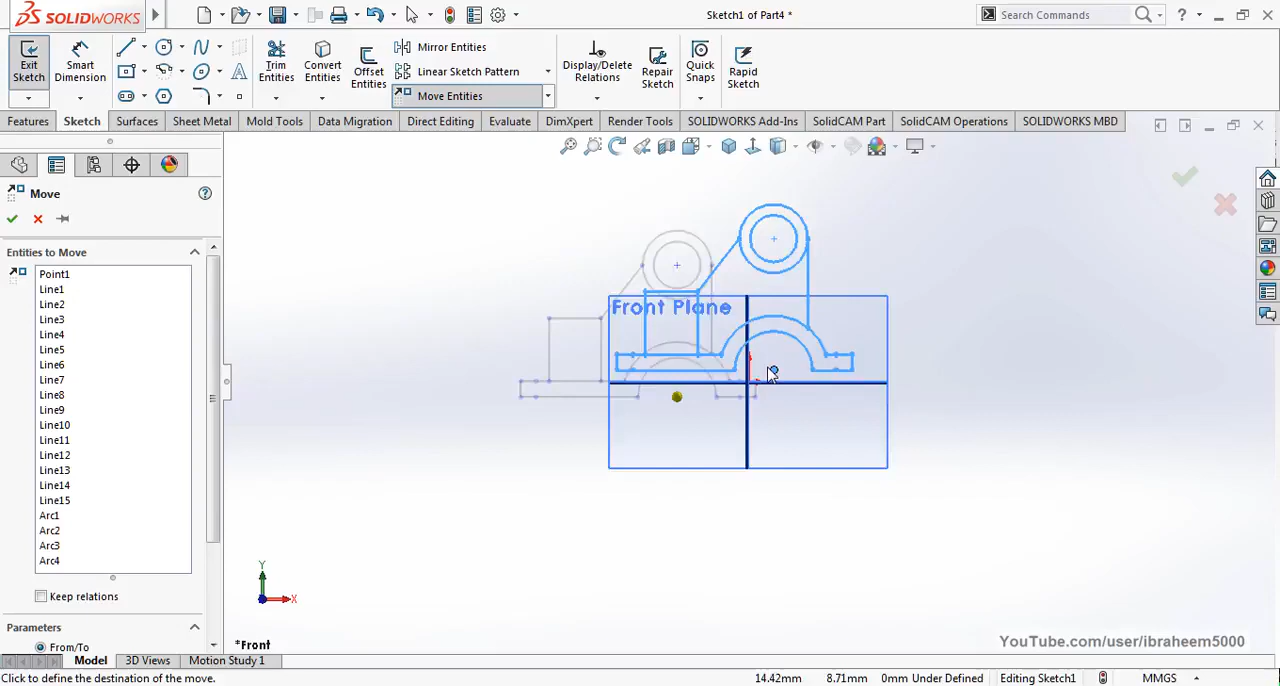 SOLIDWORKS
Sketch1 of Part4 *
Search Commands
Exit Sketch
Smart Dimension
Trim Entities
Convert Entities
Offset Entities
Mirror Entities
Linear Sketch Pattern
Move Entities
Display/Delete Relations
Repair Sketch
Quick Snaps
Rapid Sketch
Features
Sketch
Surfaces
Sheet Metal
Mold Tools
Data Migration
Direct Editing
Evaluate
DimXpert
Render Tools
SOLIDWORKS Add-Ins
SolidCAM Part
SolidCAM Operations
SOLIDWORKS MBD
Move
Entities to Move
Point1
Line1
Line2
Line3
Line4
Line5
Line6
Line7
Line8
Line9
Line10
Line11
Line12
Line13
Line14
Line15
Arc1
Arc2
Arc3
Arc4
Keep relations
Parameters
From/To
Front Plane
Y
X
*Front
YouTube.com/user/ibraheem5000
Model
3D Views
Motion Study 1
Click to define the destination of the move.
14.42mm
8.71mm
0mm Under Defined
Editing Sketch1
MMGS